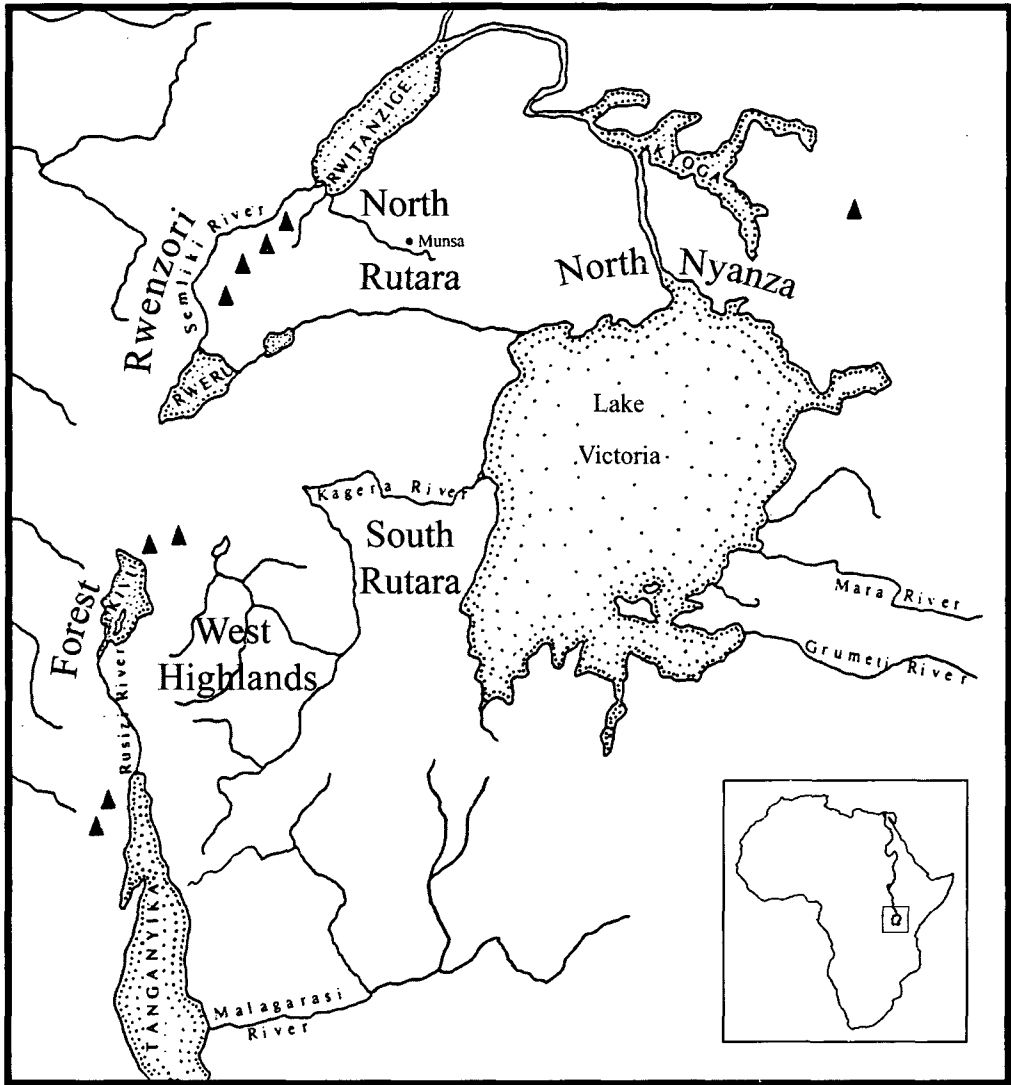 RWITANZIGE
KYOGA
North
Munsa
Rutara
Semliki River
Rwenzori
North Nyanza
RWERU
Lake
Victoria
Kagera River
South
Rutara
Forest
West
Highlands
Rusizi River
Mara River
Grumeti River
TANGANYIKA
Malagarasi
River